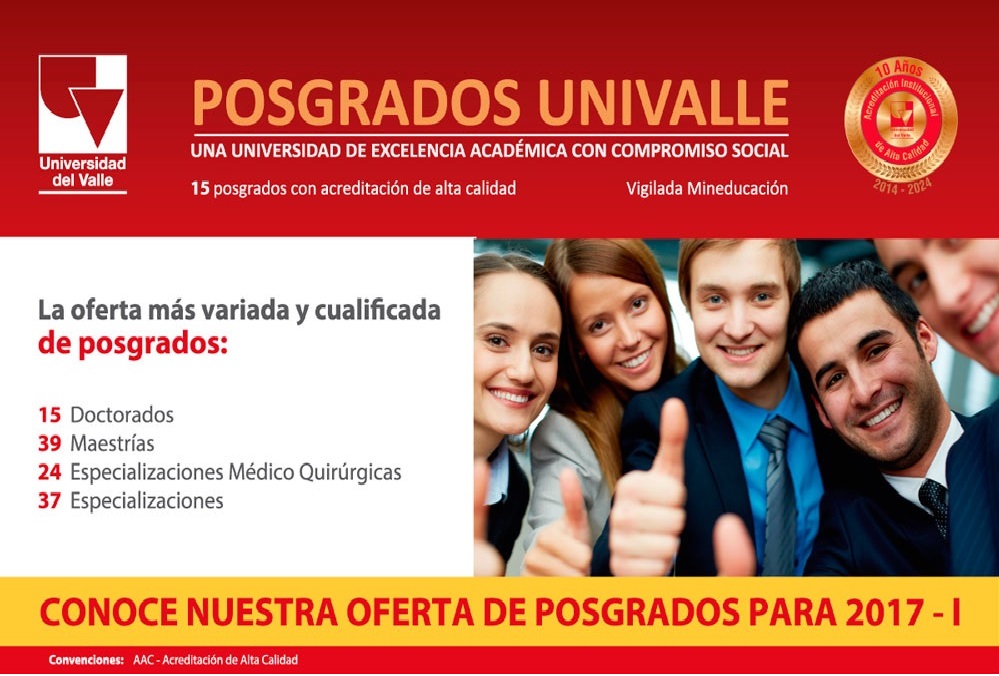 Universidad
del Valle
POSGRADOS UNIVALLE
UNA UNIVERSIDAD DE EXCELENCIA ACADÉMICA CON COMPROMISO SOCIAL
15 posgrados con acreditación de alta calidad
Vigilada Mineducación
10 Años
Acreditación Institucional
de Alta Calidad
2014 - 2024
La oferta más variada y cualificada
de posgrados:
15 Doctorados
39 Maestrías
24 Especializaciones Médico Quirúrgicas
37 Especializaciones
CONOCE NUESTRA OFERTA DE POSGRADOS PARA 2017 - I
Convenciones: AAC - Acreditación de Alta Calidad